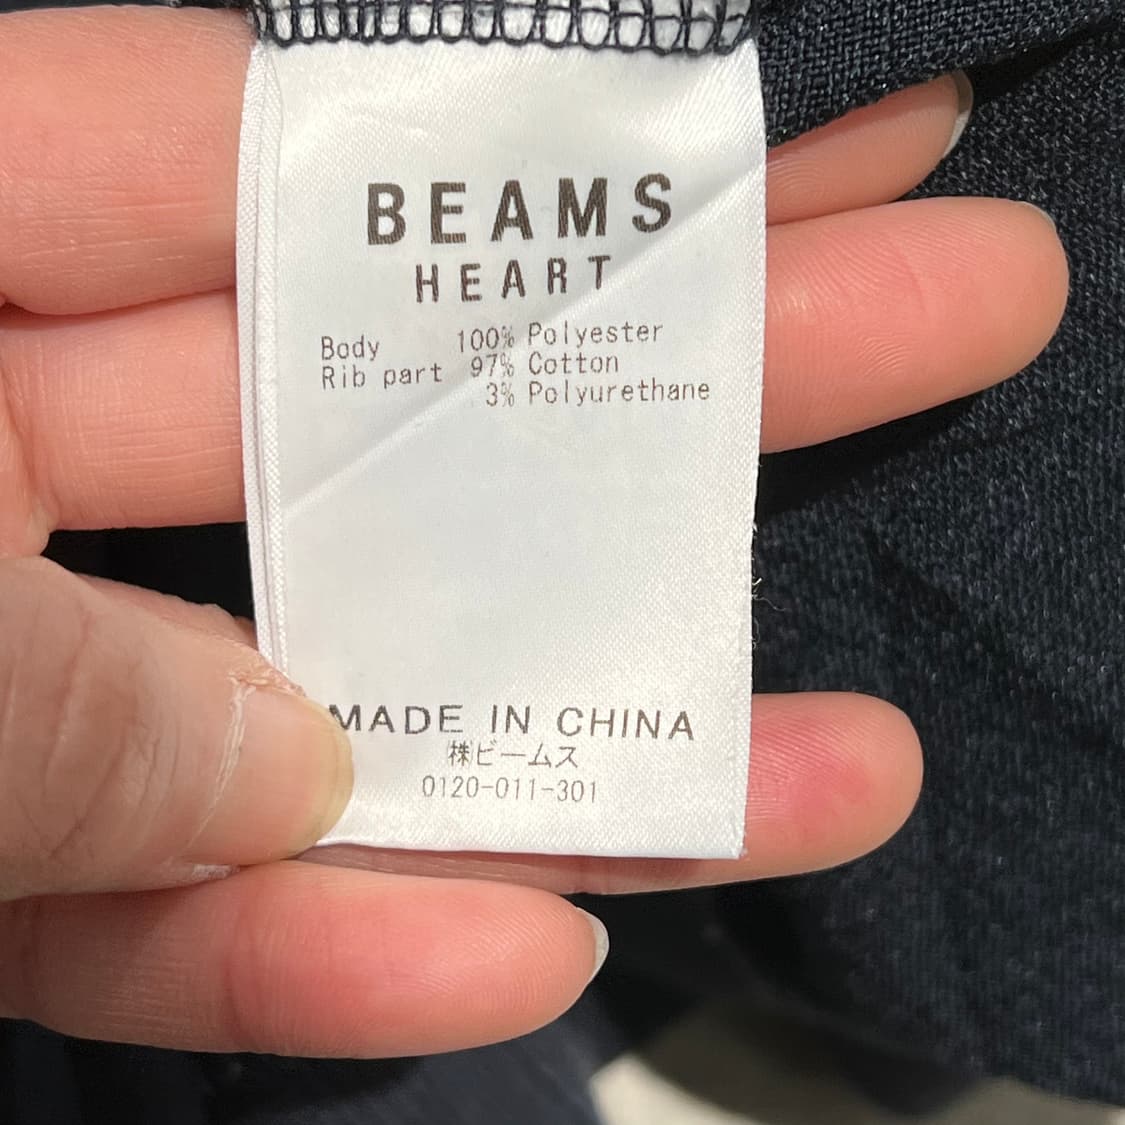 BEAMS
HEART
Body 100% Polyester
Rib part 97% Cotton
3% Polyurethane
MADE IN CHINA
㈱ビームス
0120-011-301